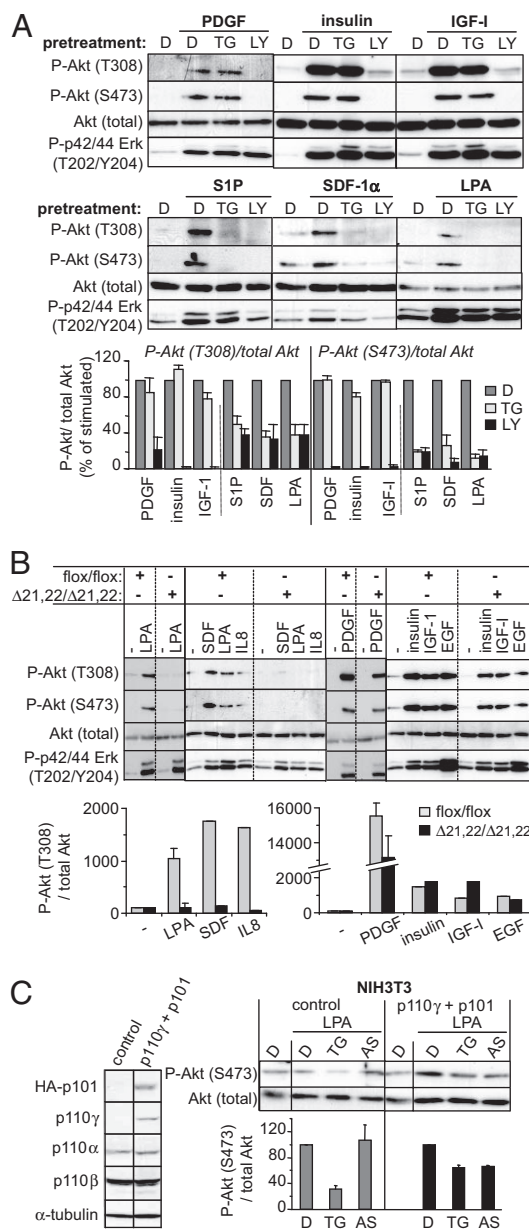 A
PDGF insulin IGF-I
pretreatment: D D TG LY D D TG LY D D TG LY
P-Akt (T308)
P-Akt (S473)
Akt (total)
P-p42/44 Erk
(T202/Y204)
S1P SDF-1α LPA
pretreatment: D D TG LY D D TG LY D D TG LY
P-Akt (T308)
P-Akt (S473)
Akt (total)
P-p42/44 Erk
(T202/Y204)
P-Akt (T308)/total Akt P-Akt (S473)/total Akt
P-Akt/ total Akt
(% of stimulated)
120
80
40
0
D
TG
LY
PDGF insulin IGF-1 S1P SDF LPA PDGF insulin IGF-I S1P SDF LPA
B
flox/flox: + - + - + - + -
Δ21,22/Δ21,22: - + - + - + - +
- LPA - LPA - SDF LPA IL8 - SDF LPA IL8 - PDGF - PDGF - insulin IGF-1 EGF - insulin IGF-I EGF
P-Akt (T308)
P-Akt (S473)
Akt (total)
P-p42/44 Erk
(T202/Y204)
P-Akt (T308)
/ total Akt
2000
1000
0
- LPA SDF IL8
16000
14000
2000
1000
0
- PDGF insulin IGF-I EGF
flox/flox
Δ21,22/Δ21,22
C
control p110γ + p101
HA-p101
p110γ
p110α
p110β
α-tubulin
NIH3T3
control p110γ + p101
LPA LPA
D D TG AS D D TG AS
P-Akt (S473)
Akt (total)
P-Akt (S473)
/ total Akt
120
80
40
0
D TG AS D TG AS